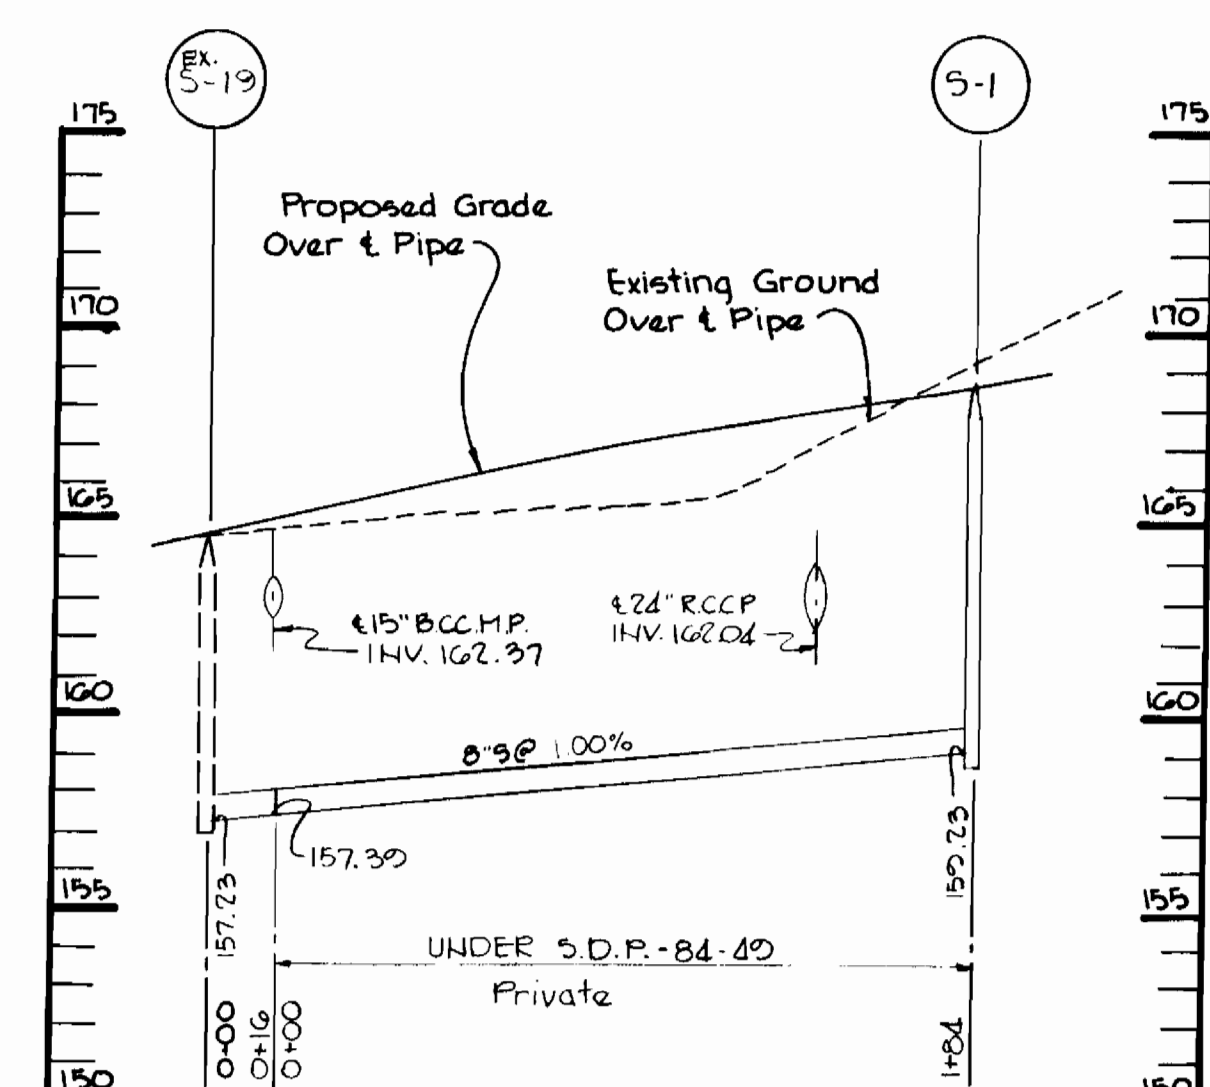 EX.
S-19
S-1
175
175
Proposed Grade
Over ℄ Pipe
Existing Ground
Over ℄ Pipe
170
170
165
165
℄15" B.C.C.M.P.
INV. 162.37
℄24" R.C.C.P
INV. 162.04
160
160
8"S@ 1.00%
157.39
157.23
159.23
155
155
UNDER S.D.P.-84-49
Private
0+00
0+16
0+00
1+84
150
150